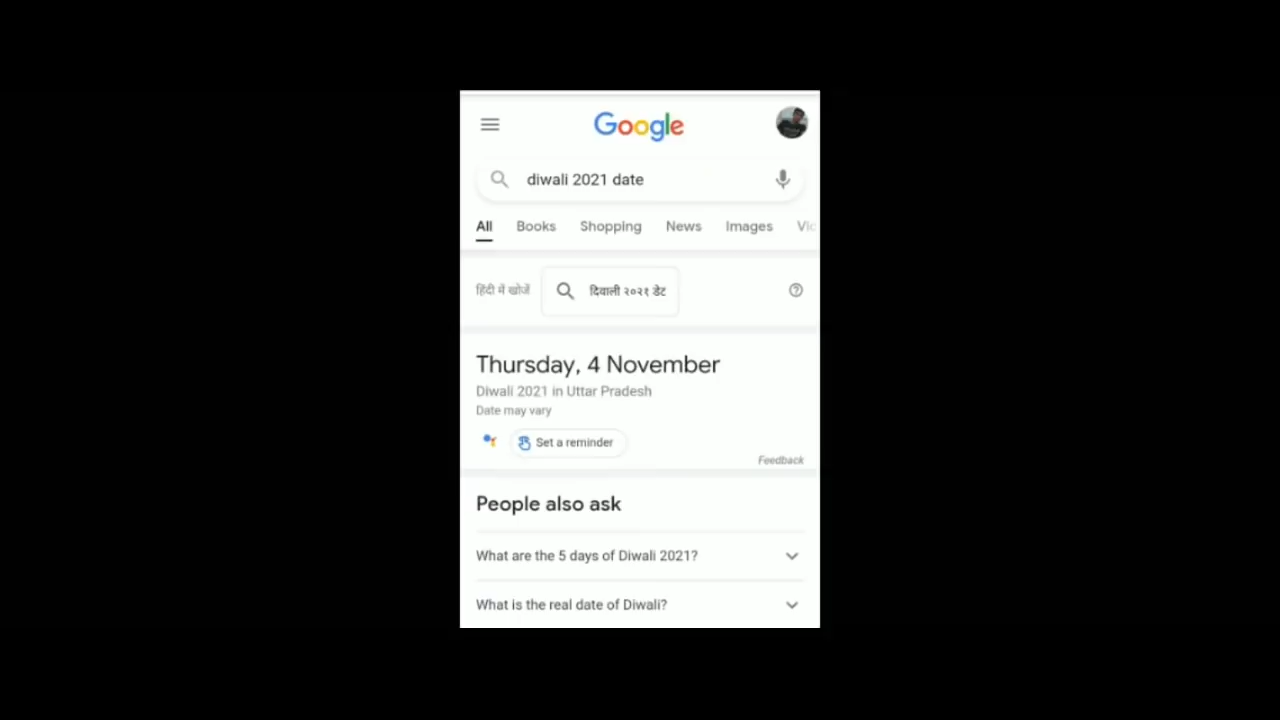 Google
diwali 2021 date
All Books Shopping News Images Vic
हिंदी में खोजें दिवाली २०२१ डेट
Thursday, 4 November
Diwali 2021 in Uttar Pradesh
Date may vary
Set a reminder
Feedback
People also ask
What are the 5 days of Diwali 2021?
What is the real date of Diwali?